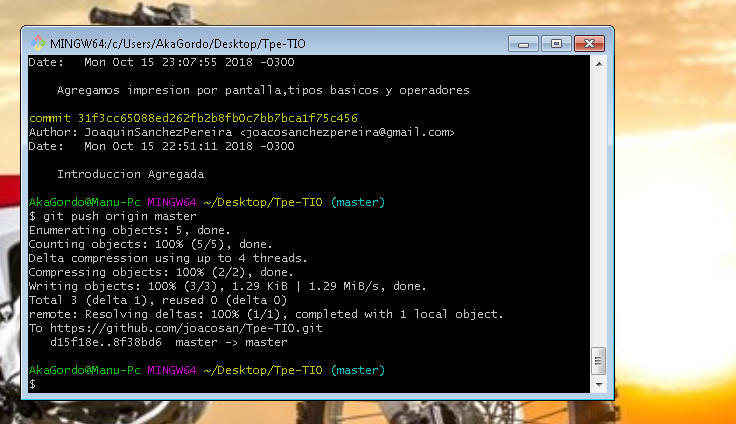 MINGW64:/c/Users/AkaGordo/Desktop/Tpe-TIO
Date:   Mon Oct 15 23:07:55 2018 -0300
    Agregamos impresion por pantalla,tipos basicos y operadores
commit 31f3cc65088ed262fb2b8fb0c7bb7bca1f75c456
Author: JoaquinSanchezPereira <joacosanchezpereira@gmail.com>
Date:   Mon Oct 15 22:51:11 2018 -0300
    Introduccion Agregada
AkaGordo@Manu-Pc MINGW64 ~/Desktop/Tpe-TIO (master)
$ git push origin master
Enumerating objects: 5, done.
Counting objects: 100% (5/5), done.
Delta compression using up to 4 threads.
Compressing objects: 100% (2/2), done.
Writing objects: 100% (3/3), 1.29 KiB | 1.29 MiB/s, done.
Total 3 (delta 1), reused 0 (delta 0)
remote: Resolving deltas: 100% (1/1), completed with 1 local object.
To https://github.com/joacosan/Tpe-TIO.git
   d15f18e..8f38bd6  master -> master
AkaGordo@Manu-Pc MINGW64 ~/Desktop/Tpe-TIO (master)
$